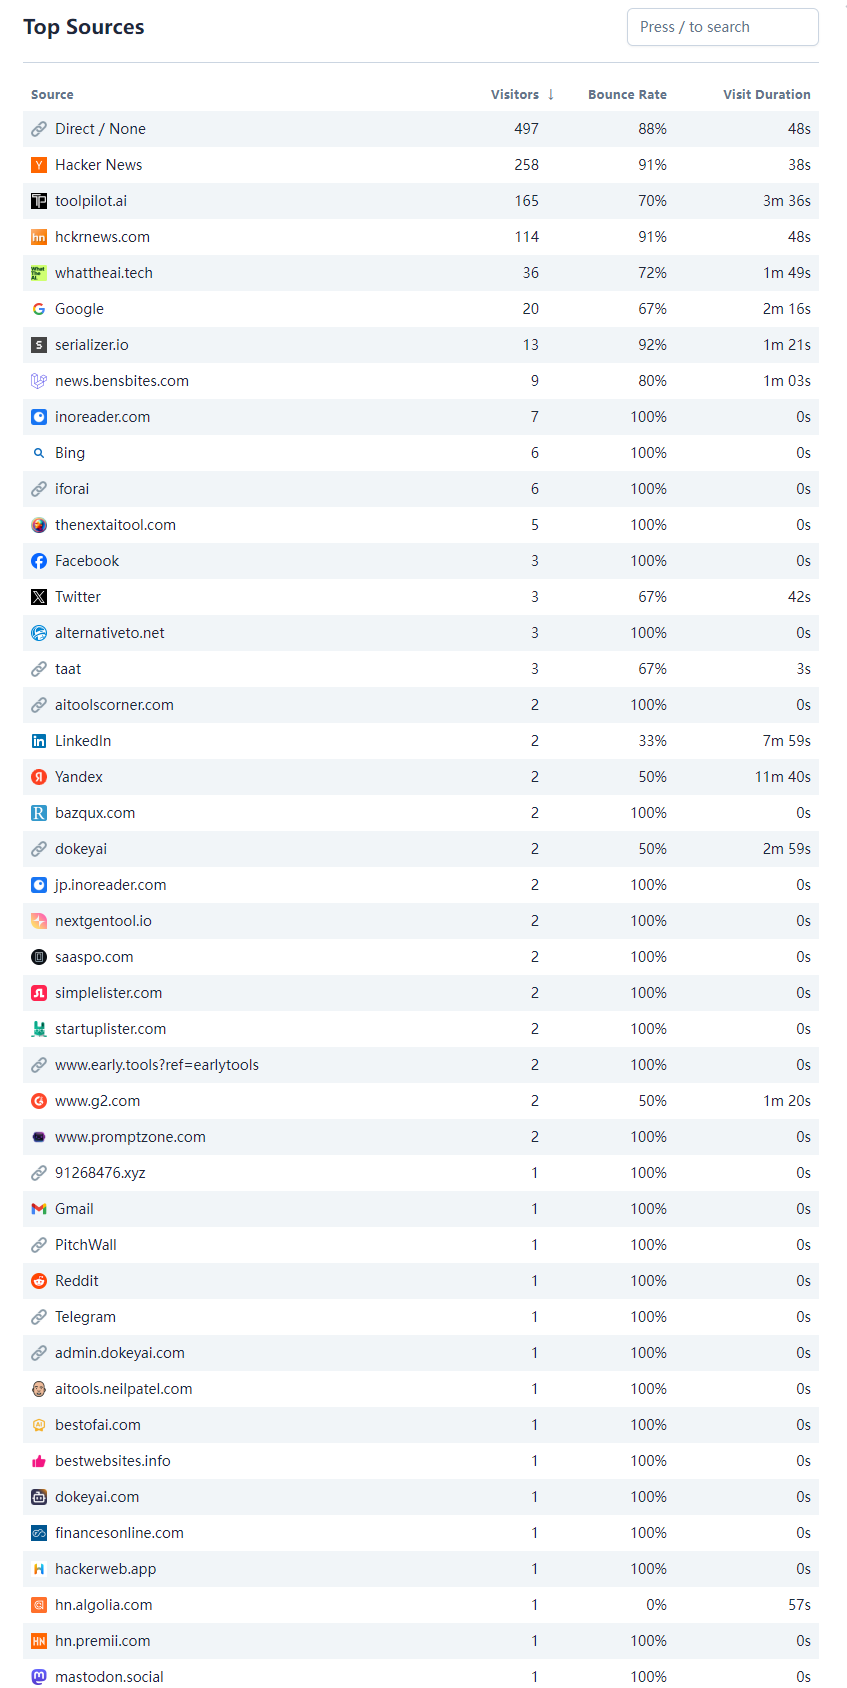 Top Sources Press / to search
Source Visitors ↓ Bounce Rate Visit Duration
Direct / None 497 88% 48s
Hacker News 258 91% 38s
toolpilot.ai 165 70% 3m 36s
hckrnews.com 114 91% 48s
whattheai.tech 36 72% 1m 49s
Google 20 67% 2m 16s
serializer.io 13 92% 1m 21s
news.bensbites.com 9 80% 1m 03s
inoreader.com 7 100% 0s
Bing 6 100% 0s
iforai 6 100% 0s
thenextaitool.com 5 100% 0s
Facebook 3 100% 0s
Twitter 3 67% 42s
alternativeto.net 3 100% 0s
taat 3 67% 3s
aitoolscorner.com 2 100% 0s
LinkedIn 2 33% 7m 59s
Yandex 2 50% 11m 40s
bazqux.com 2 100% 0s
dokeyai 2 50% 2m 59s
jp.inoreader.com 2 100% 0s
nextgentool.io 2 100% 0s
saaspo.com 2 100% 0s
simplelister.com 2 100% 0s
startuplister.com 2 100% 0s
www.early.tools?ref=earlytools 2 100% 0s
www.g2.com 2 50% 1m 20s
www.promptzone.com 2 100% 0s
91268476.xyz 1 100% 0s
Gmail 1 100% 0s
PitchWall 1 100% 0s
Reddit 1 100% 0s
Telegram 1 100% 0s
admin.dokeyai.com 1 100% 0s
aitools.neilpatel.com 1 100% 0s
bestofai.com 1 100% 0s
bestwebsites.info 1 100% 0s
dokeyai.com 1 100% 0s
financesonline.com 1 100% 0s
hackerweb.app 1 100% 0s
hn.algolia.com 1 0% 57s
hn.premii.com 1 100% 0s
mastodon.social 1 100% 0s